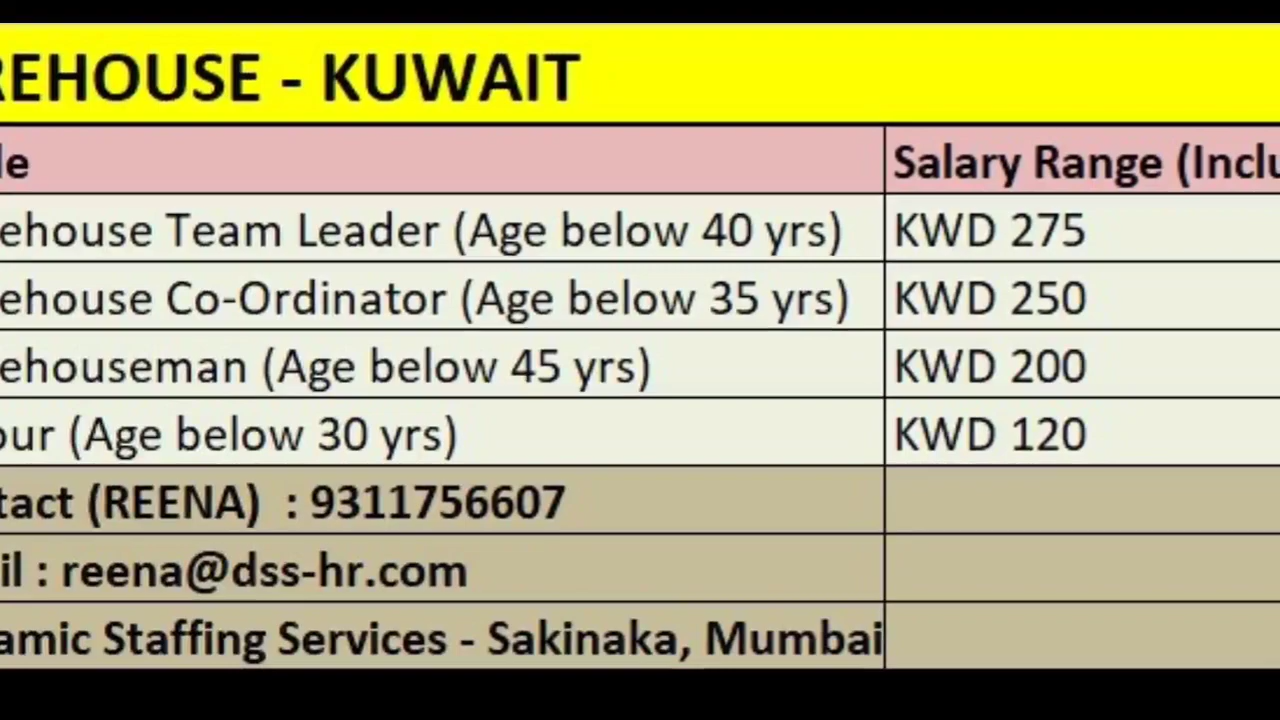 REHOUSE - KUWAIT
le Salary Range (Inclu
ehouse Team Leader (Age below 40 yrs) KWD 275
ehouse Co-Ordinator (Age below 35 yrs) KWD 250
ehouseman (Age below 45 yrs) KWD 200
our (Age below 30 yrs) KWD 120
tact (REENA) : 9311756607
il : reena@dss-hr.com
amic Staffing Services - Sakinaka, Mumbai